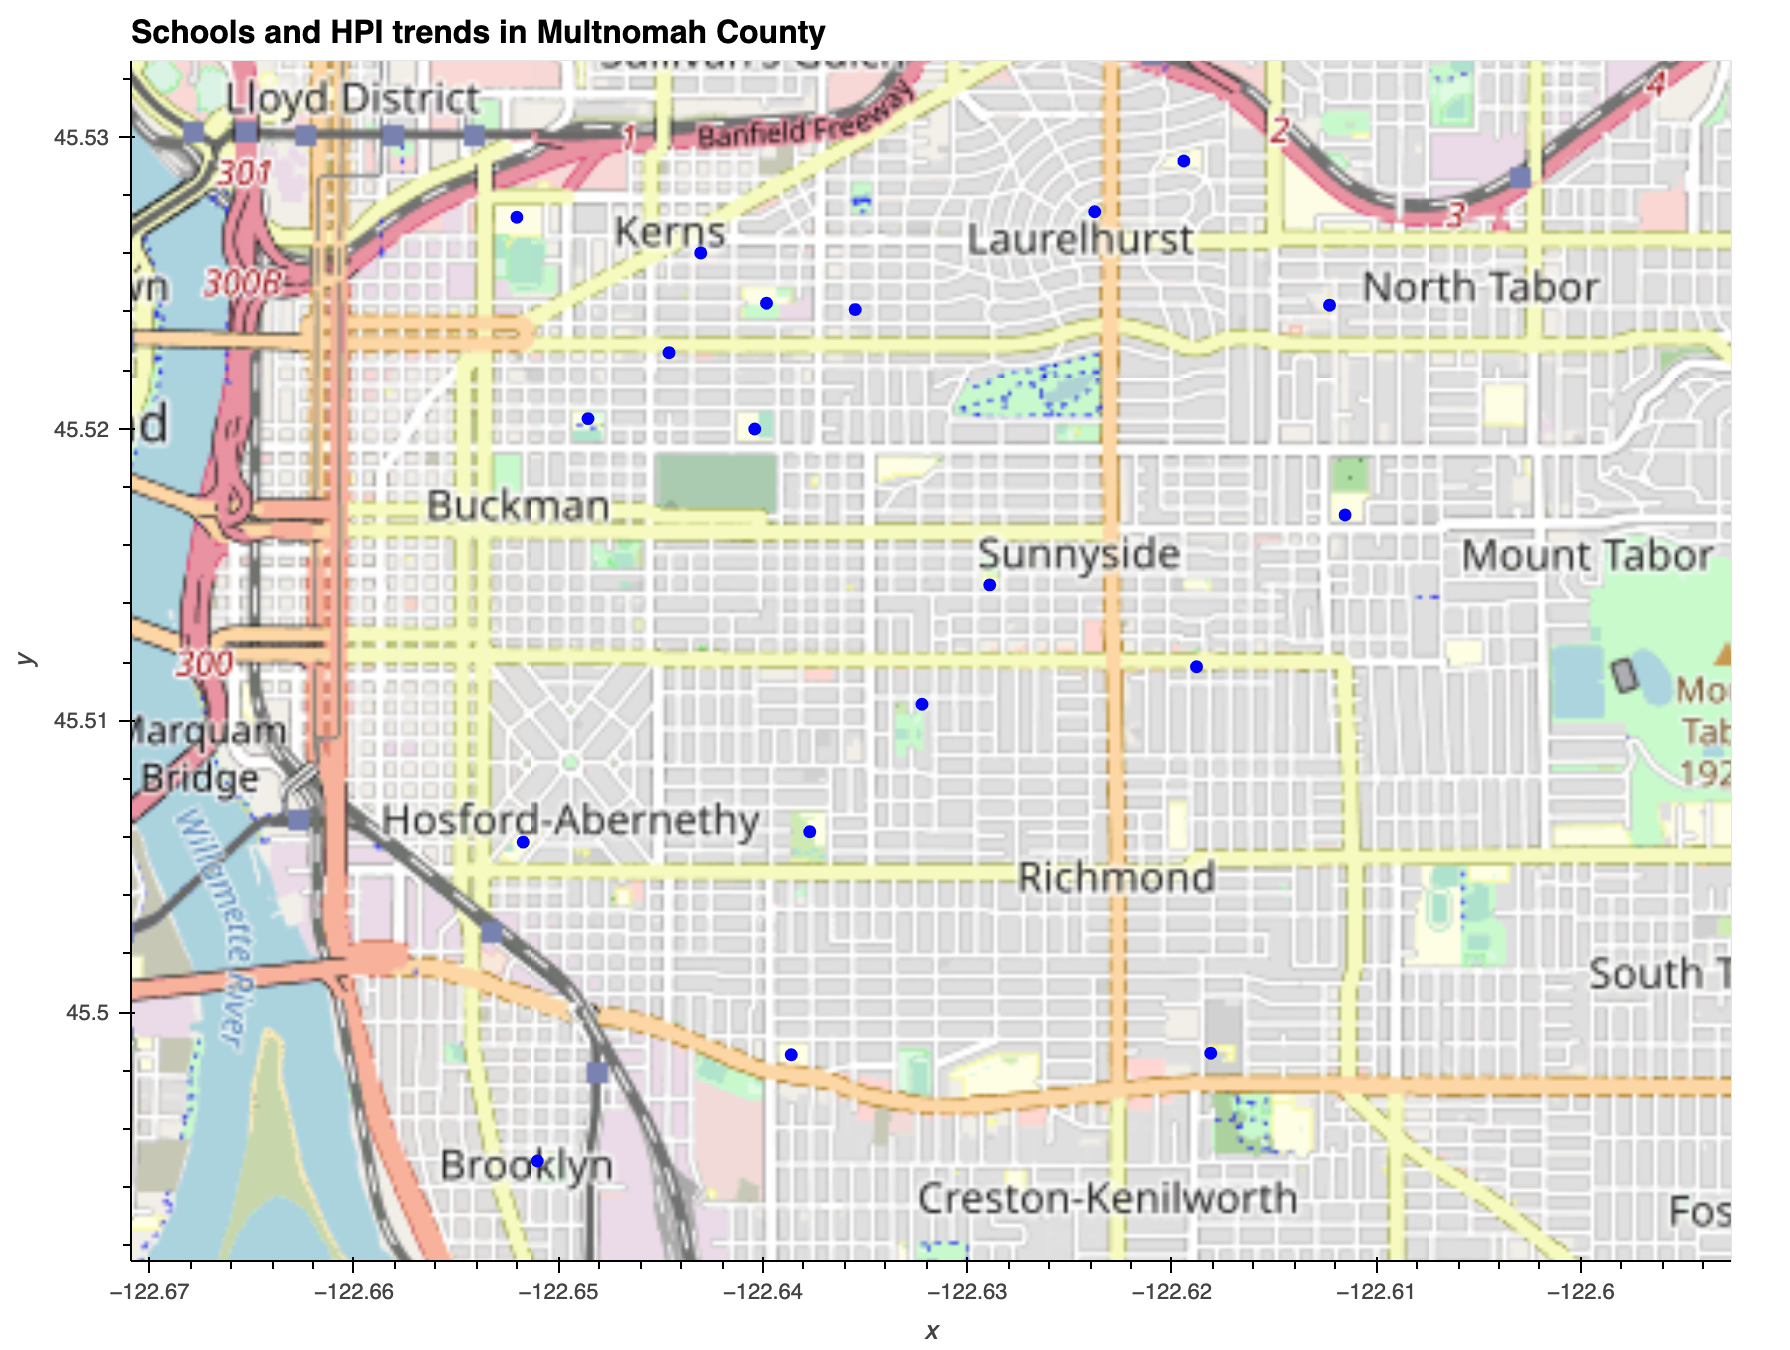 Schools and HPI trends in Multnomah County
Sullivan's Gulch
Lloyd District
4
45.53
1
Banfield Freeway
2
301
3
Kerns
Laurelhurst
300B
wn
North Tabor
45.52
d
Buckman
Sunnyside
Mount Tabor
300
y
Mou
45.51
Marquam
Tab
Bridge
192
Hosford-Abernethy
Willamette River
Richmond
South T
45.5
Brooklyn
Creston-Kenilworth
Fos
−122.67
−122.66
−122.65
−122.64
−122.63
−122.62
−122.61
−122.6
x